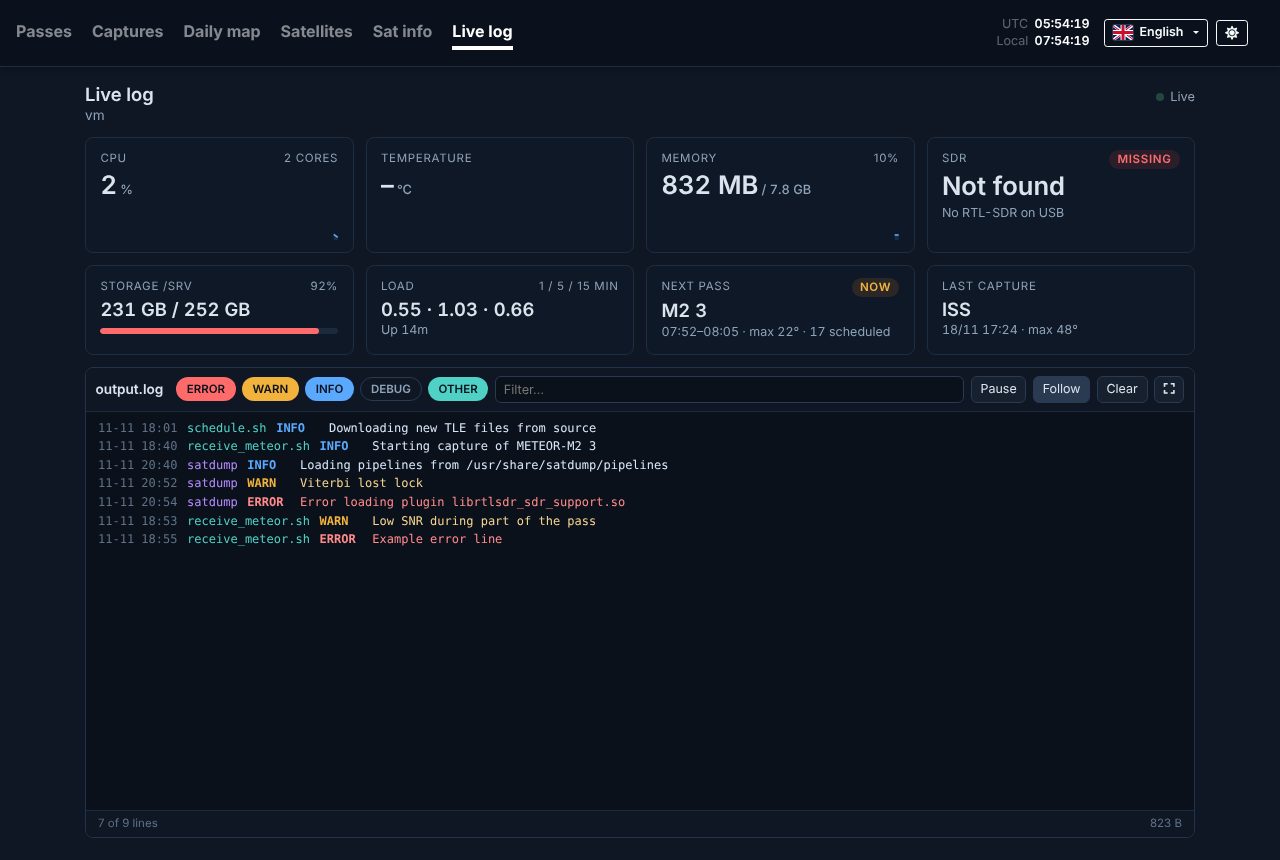 Passes Captures Daily map Satellites Sat info Live log
UTC 05:54:19
Local 07:54:19
English
Live log
vm
Live
CPU 2 CORES
2 %
TEMPERATURE
– °C
MEMORY 10%
832 MB / 7.8 GB
SDR MISSING
Not found
No RTL-SDR on USB
STORAGE /SRV 92%
231 GB / 252 GB
LOAD 1 / 5 / 15 MIN
0.55 · 1.03 · 0.66
Up 14m
NEXT PASS NOW
M2 3
07:52–08:05 · max 22° · 17 scheduled
LAST CAPTURE
ISS
18/11 17:24 · max 48°
output.log ERROR WARN INFO DEBUG OTHER Filter... Pause Follow Clear
11-11 18:01 schedule.sh INFO Downloading new TLE files from source
11-11 18:40 receive_meteor.sh INFO Starting capture of METEOR-M2 3
11-11 20:40 satdump INFO Loading pipelines from /usr/share/satdump/pipelines
11-11 20:52 satdump WARN Viterbi lost lock
11-11 20:54 satdump ERROR Error loading plugin librtlsdr_sdr_support.so
11-11 18:53 receive_meteor.sh WARN Low SNR during part of the pass
11-11 18:55 receive_meteor.sh ERROR Example error line
7 of 9 lines 823 B